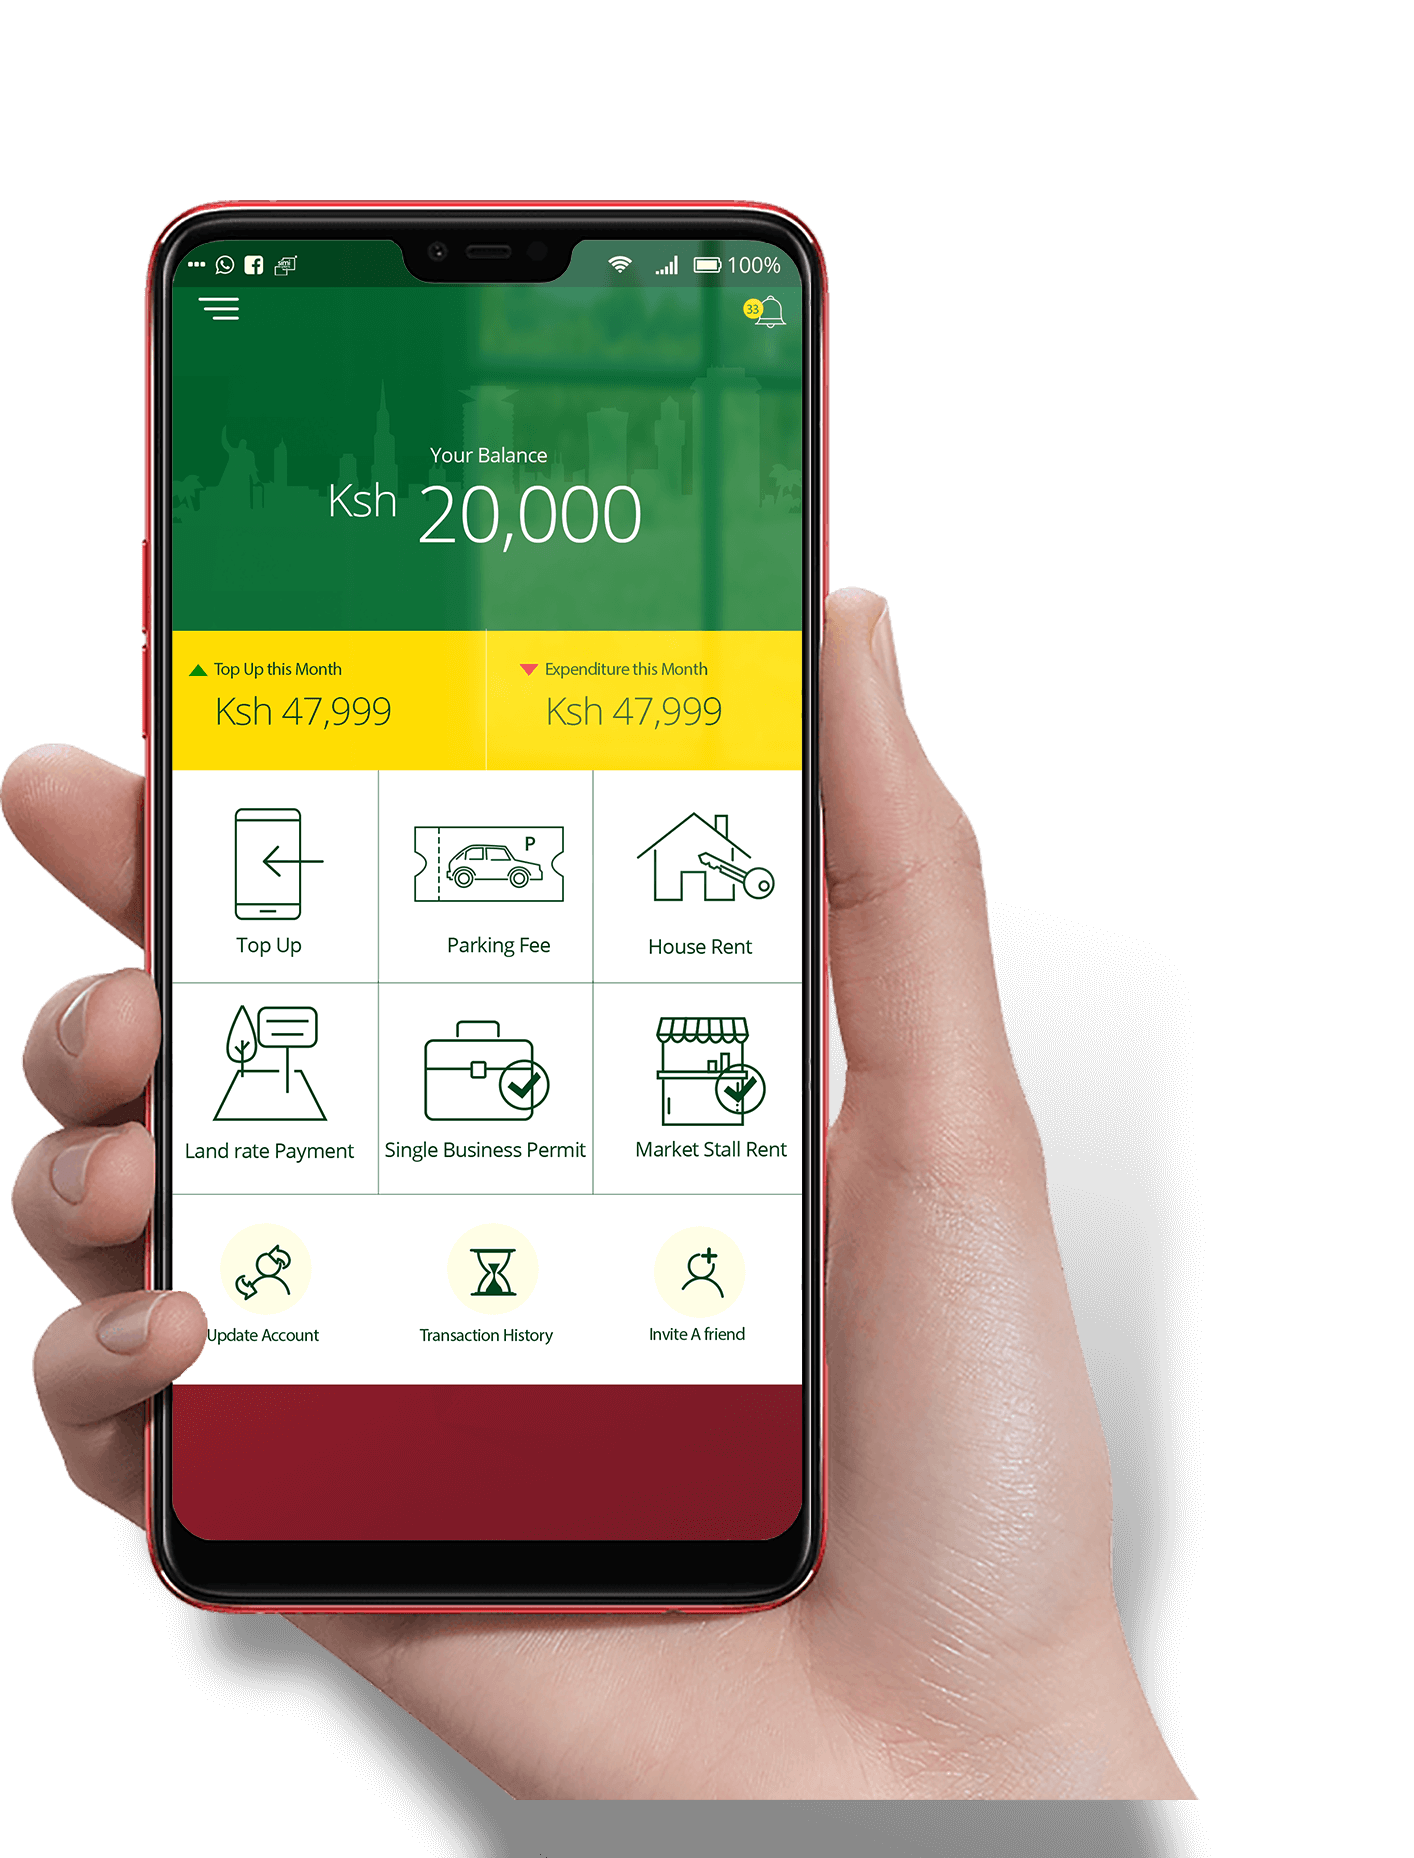 100%
33
Your Balance
Ksh 20,000
Top Up this Month
Expenditure this Month
Ksh 47,999
Ksh 47,999
P
Top Up
Parking Fee
House Rent
Land rate Payment
Single Business Permit
Market Stall Rent
Update Account
Transaction History
Invite A friend